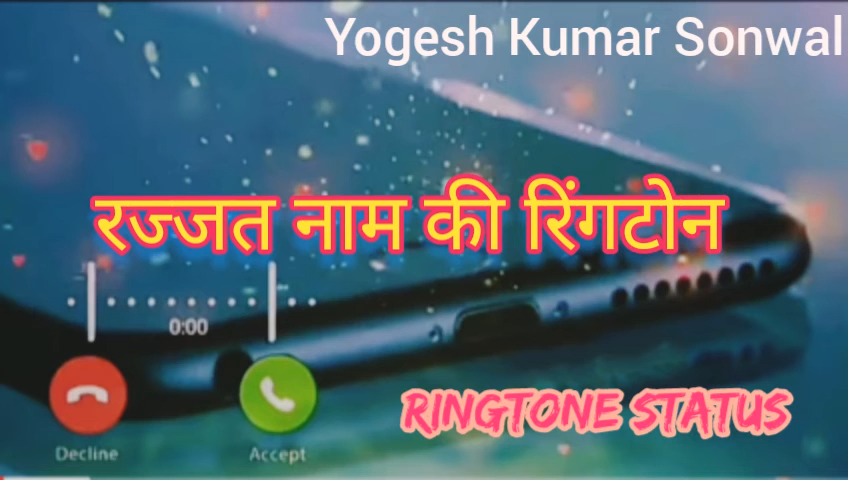 Yogesh Kumar Sonwal
रज्जत नाम की रिंगटोन
0:00
RINGTONE STATUS
Decline Accept